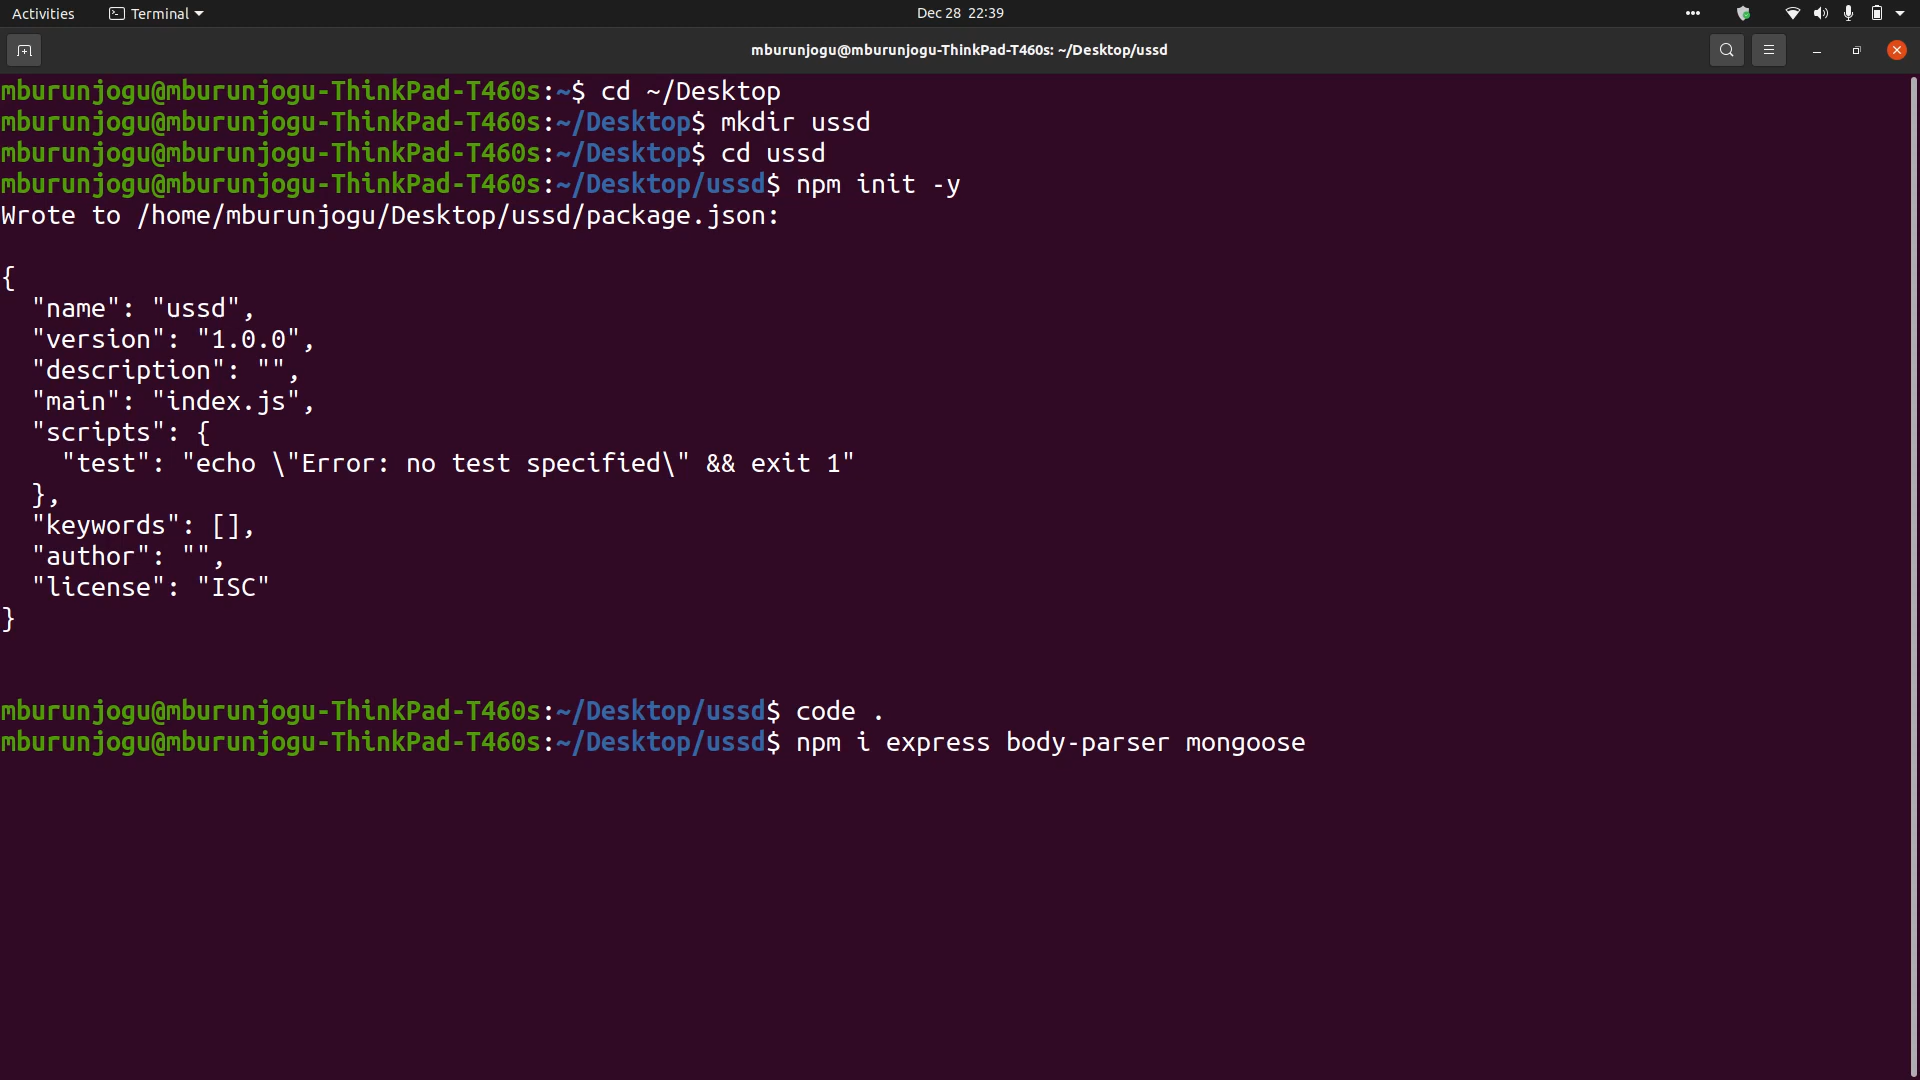 Activities Terminal Dec 28 22:39
mburunjogu@mburunjogu-ThinkPad-T460s: ~/Desktop/ussd
mburunjogu@mburunjogu-ThinkPad-T460s:~$ cd ~/Desktop
mburunjogu@mburunjogu-ThinkPad-T460s:~/Desktop$ mkdir ussd
mburunjogu@mburunjogu-ThinkPad-T460s:~/Desktop$ cd ussd
mburunjogu@mburunjogu-ThinkPad-T460s:~/Desktop/ussd$ npm init -y
Wrote to /home/mburunjogu/Desktop/ussd/package.json:

{
  "name": "ussd",
  "version": "1.0.0",
  "description": "",
  "main": "index.js",
  "scripts": {
    "test": "echo \"Error: no test specified\" && exit 1"
  },
  "keywords": [],
  "author": "",
  "license": "ISC"
}

mburunjogu@mburunjogu-ThinkPad-T460s:~/Desktop/ussd$ code .
mburunjogu@mburunjogu-ThinkPad-T460s:~/Desktop/ussd$ npm i express body-parser mongoose